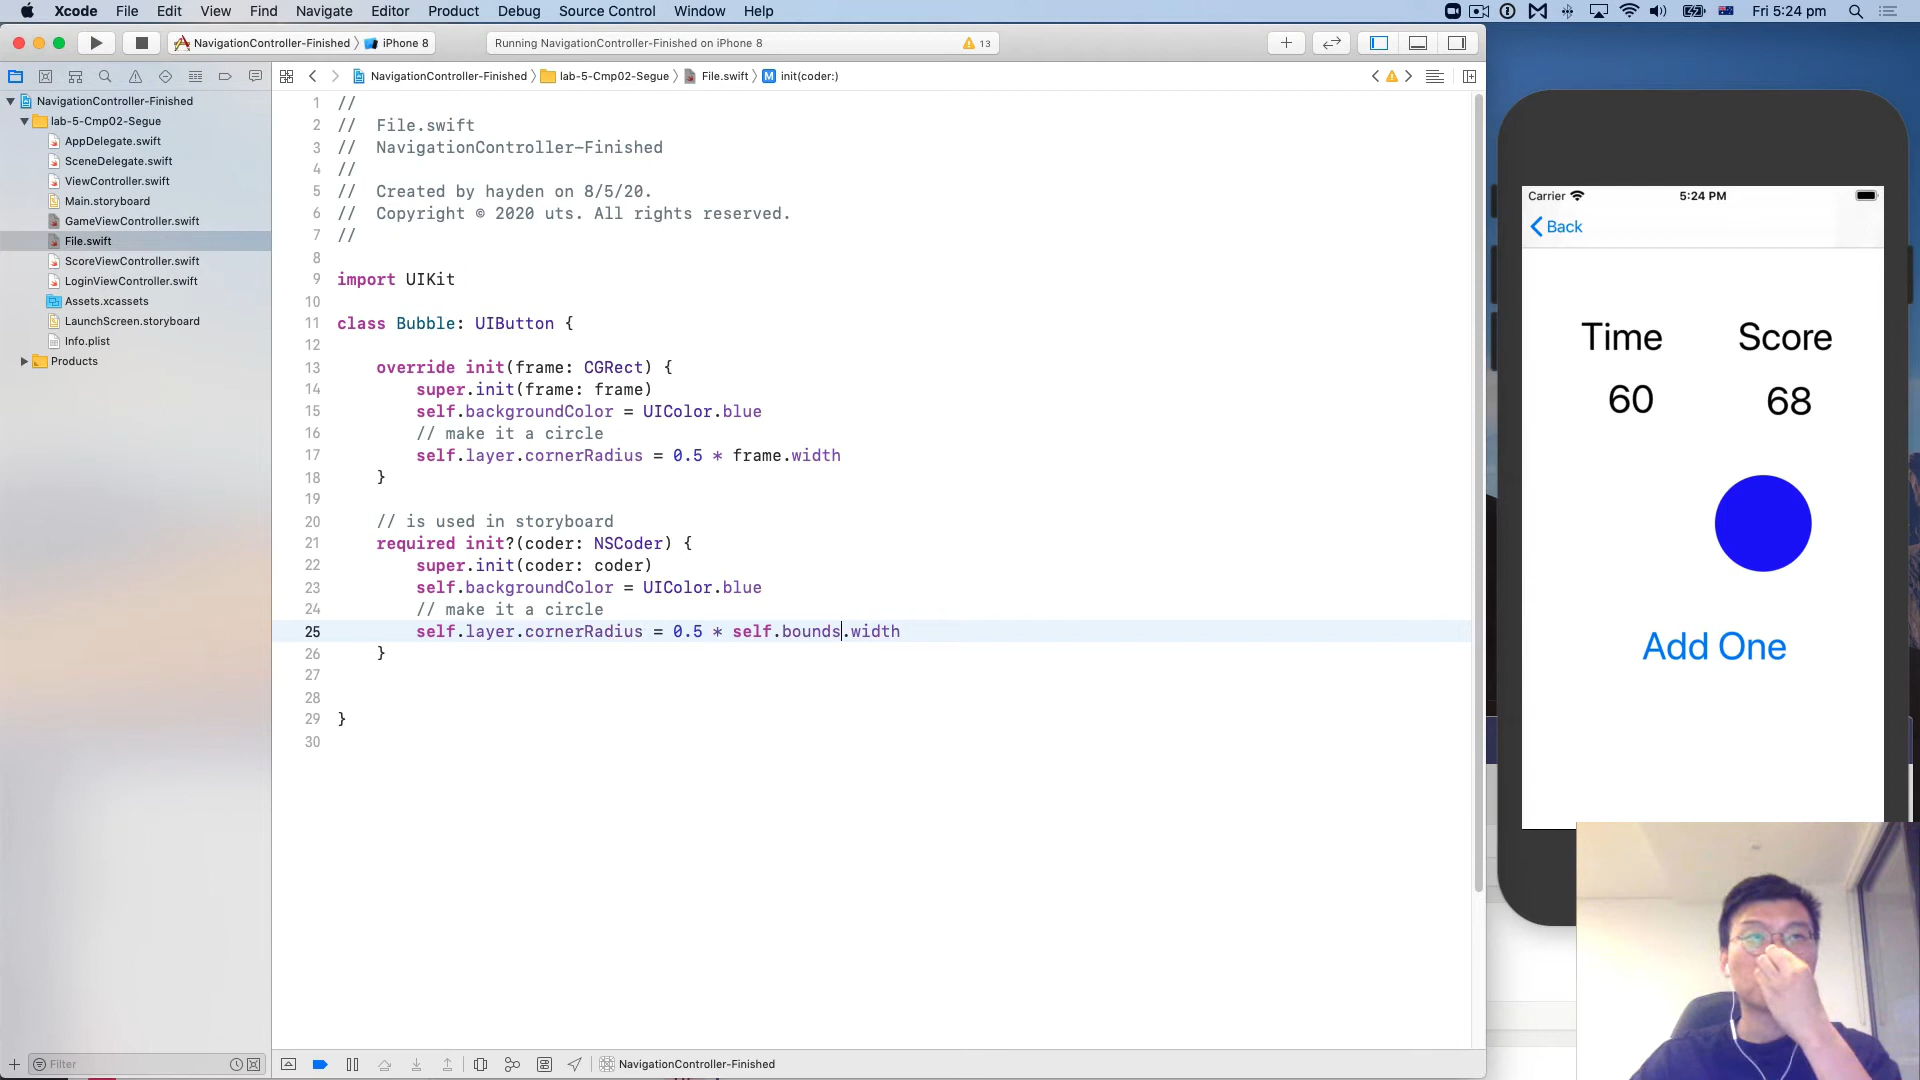 Xcode File Edit View Find Navigate Editor Product Debug Source Control Window Help
Fri 5:24 pm
NavigationController-Finished
iPhone 8
Running NavigationController-Finished on iPhone 8
13
NavigationController-Finished
lab-5-Cmp02-Segue
File.swift
M
init(coder:)
NavigationController-Finished
lab-5-Cmp02-Segue
AppDelegate.swift
SceneDelegate.swift
ViewController.swift
Main.storyboard
GameViewController.swift
File.swift
ScoreViewController.swift
LoginViewController.swift
Assets.xcassets
LaunchScreen.storyboard
Info.plist
Products
Filter
1 //
2 // File.swift
3 // NavigationController-Finished
4 //
5 // Created by hayden on 8/5/20.
6 // Copyright © 2020 uts. All rights reserved.
7 //
8
9 import UIKit
10
11 class Bubble: UIButton {
12
13 override init(frame: CGRect) {
14 super.init(frame: frame)
15 self.backgroundColor = UIColor.blue
16 // make it a circle
17 self.layer.cornerRadius = 0.5 * frame.width
18 }
19
20 // is used in storyboard
21 required init?(coder: NSCoder) {
22 super.init(coder: coder)
23 self.backgroundColor = UIColor.blue
24 // make it a circle
25 self.layer.cornerRadius = 0.5 * self.bounds.width
26 }
27
28
29 }
30
NavigationController-Finished
Carrier
5:24 PM
Back
Time Score
60 68
Add One